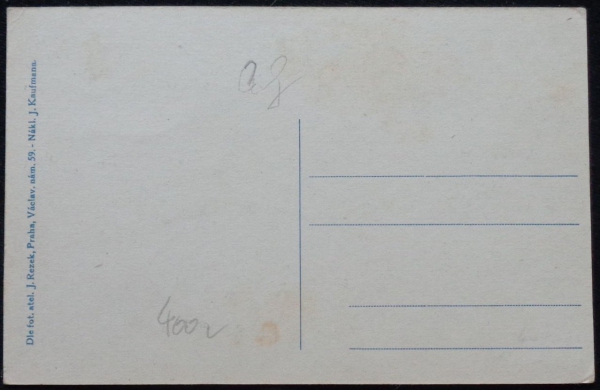 Dle fot. atel. J. Rezek, Praha, Václav. nám. 59. - Nákl. J. Kaufmann.
400